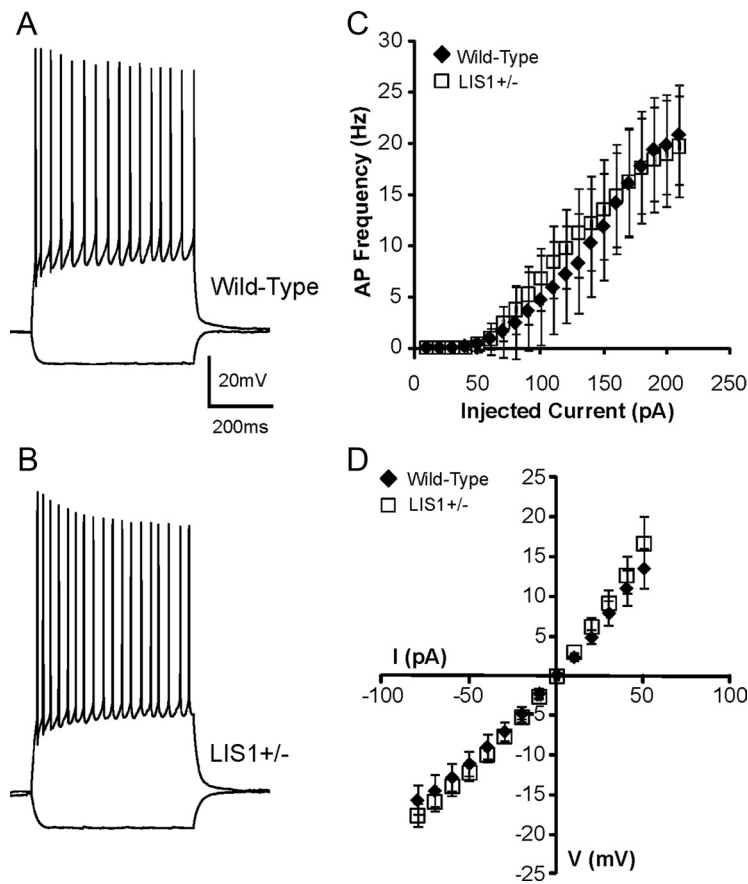 A
Wild-Type
20mV
200ms
B
LIS1+/-
C
Wild-Type
LIS1+/-
AP Frequency (Hz)
30
25
20
15
10
5
0
0 50 100 150 200 250
Injected Current (pA)
D
Wild-Type
LIS1+/-
25
20
15
10
5
I (pA)
-100 -50 0 50 100
-5
-10
-15
-20
-25
V (mV)